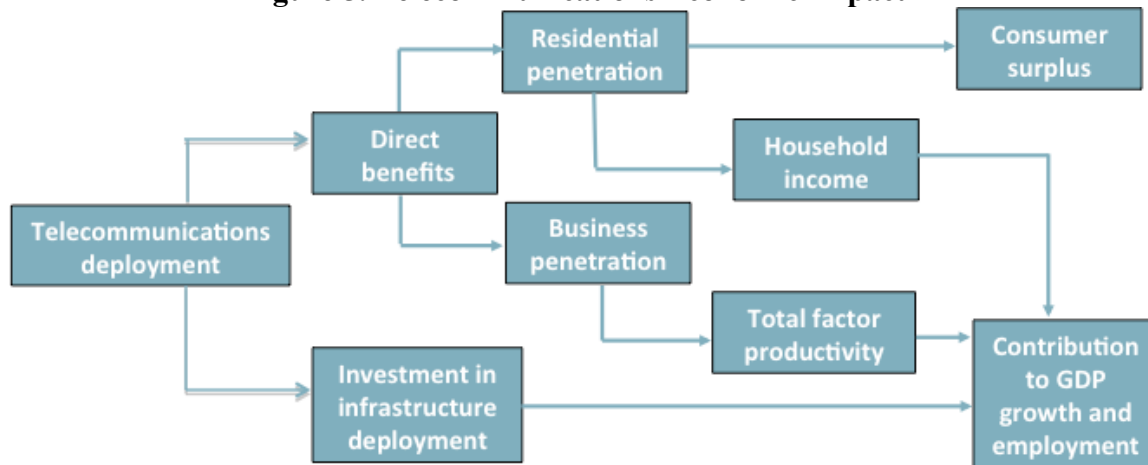 Residential
penetration
Consumer
surplus
Direct
benefits
Household
income
Telecommunications
deployment
Business
penetration
Total factor
productivity
Investment in
infrastructure
deployment
Contribution
to GDP
growth and
employment